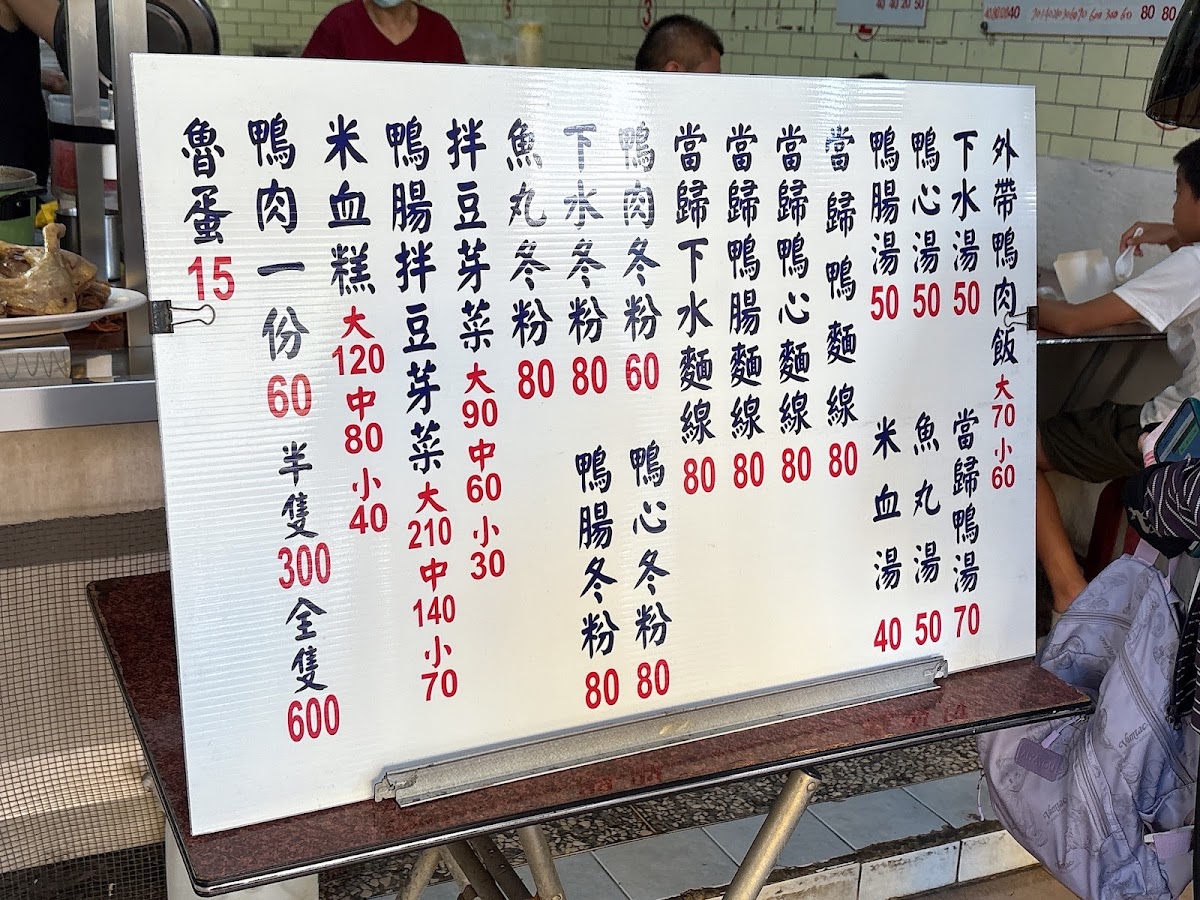 外帶鴨肉飯 大70 小60
下水湯 50
當歸鴨湯 70
鴨心湯 50
魚丸湯 50
鴨腸湯 50
米血湯 40
當歸鴨麵線 80
當歸鴨心麵線 80
當歸鴨腸麵線 80
當歸下水麵線 80
鴨肉冬粉 60
鴨心冬粉 80
下水冬粉 80
鴨腸冬粉 80
魚丸冬粉 80
拌豆芽菜 大90 中60 小30
鴨腸拌豆芽菜 大210 中140 小70
米血糕 大120 中80 小40
鴨肉一份 60 半隻 300 全隻 600
魯蛋 15